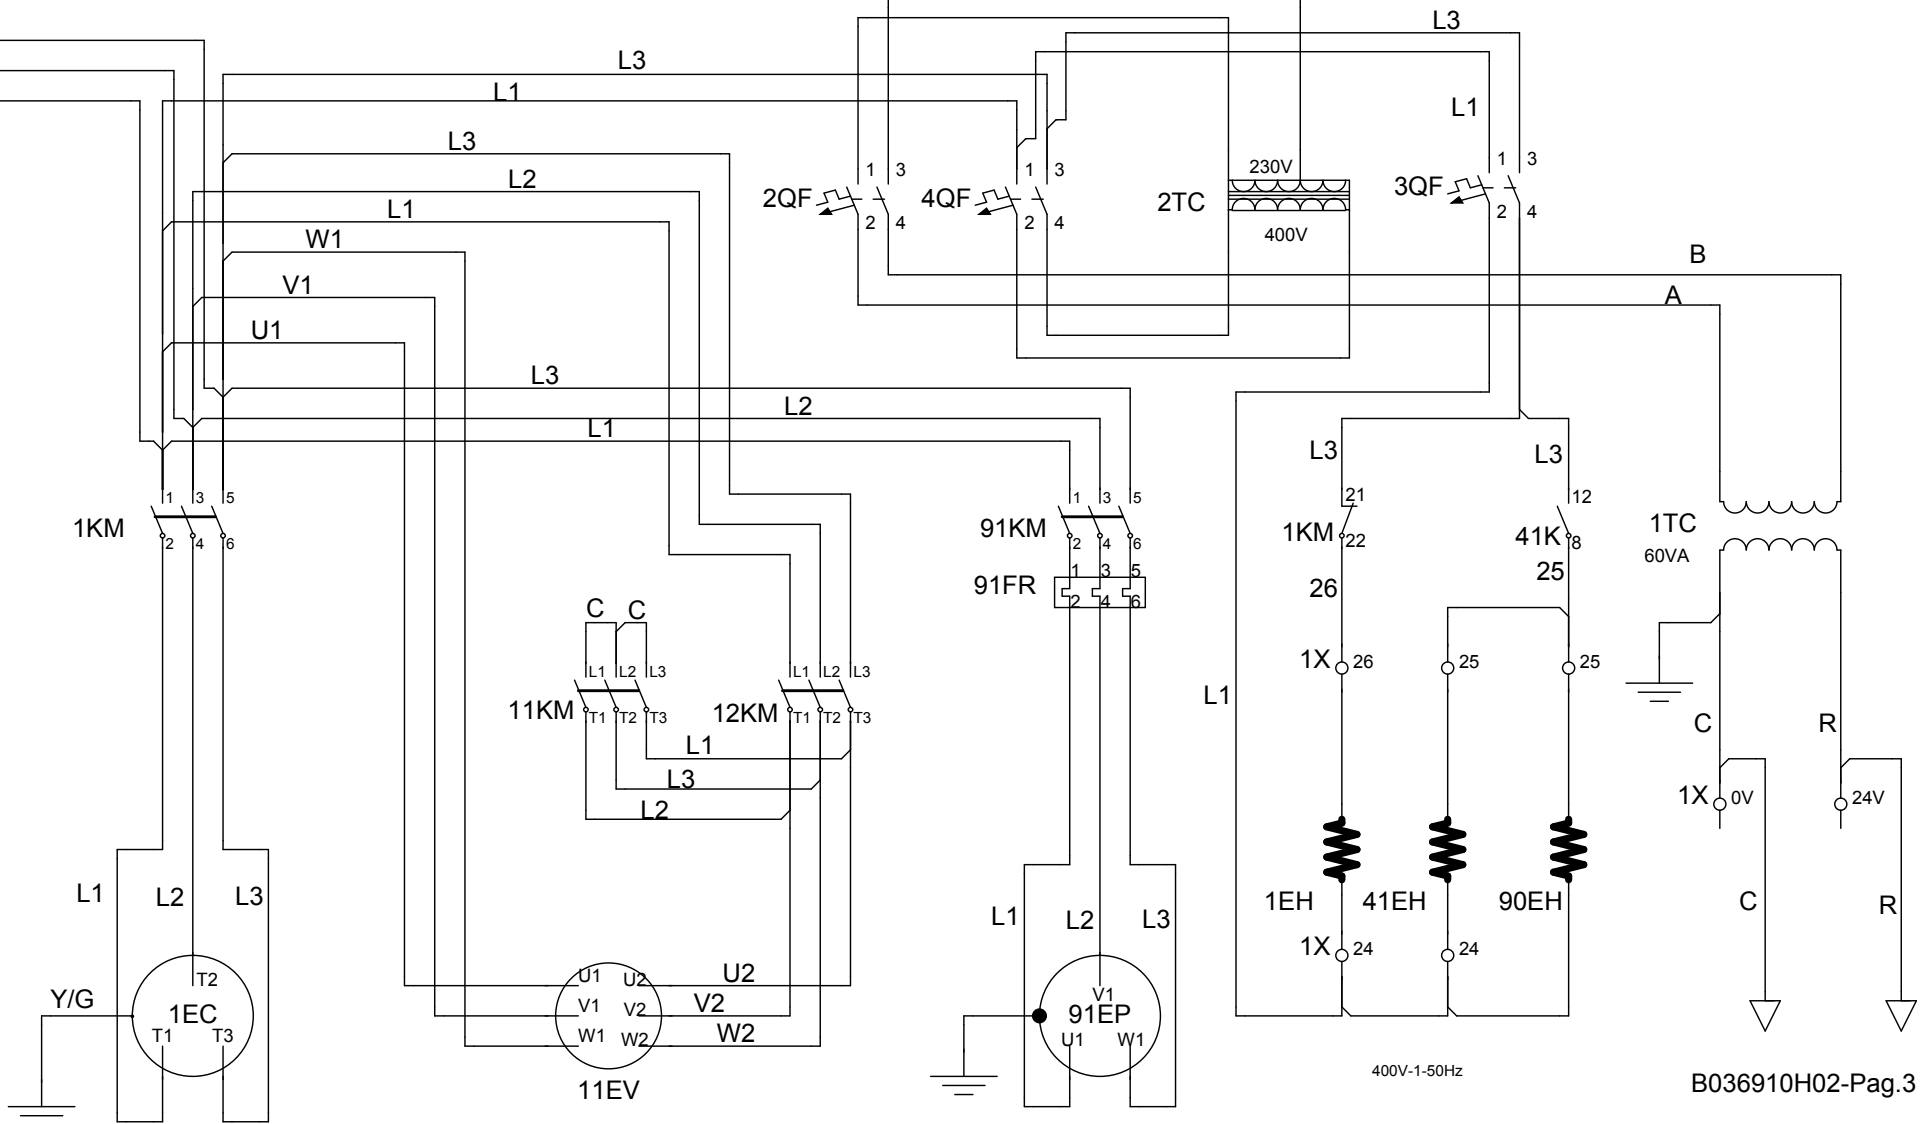 L3
L3
L1
L1
L3
L2
L1
W1
V1
U1
1 3
1 3
230V
1 3
2QF
4QF
2TC
3QF
2 4
2 4
400V
2 4
B
A
L3
L2
L1
L3
L3
1 3 5
1 3 5
21
12
1KM
91KM
1KM
41K
1TC
2 4 6
2 4 6
22
8
60VA
1 3 5
26
25
91FR
2 4 6
C C
L1 L2 L3
L1 L2 L3
1X 26
25
25
11KM
T1 T2 T3
12KM
T1 T2 T3
L1
C
R
L1
L3
L2
1X 0V
24V
L1
L2
L3
L1
L2
L3
1EH
41EH
90EH
C
R
1X 24
24
T2
U1 U2
U2
Y/G
1EC
V1 V2
V2
V1
91EP
T1 T3
W1 W2
W2
U1 W1
11EV
400V-1-50Hz
B036910H02-Pag.3